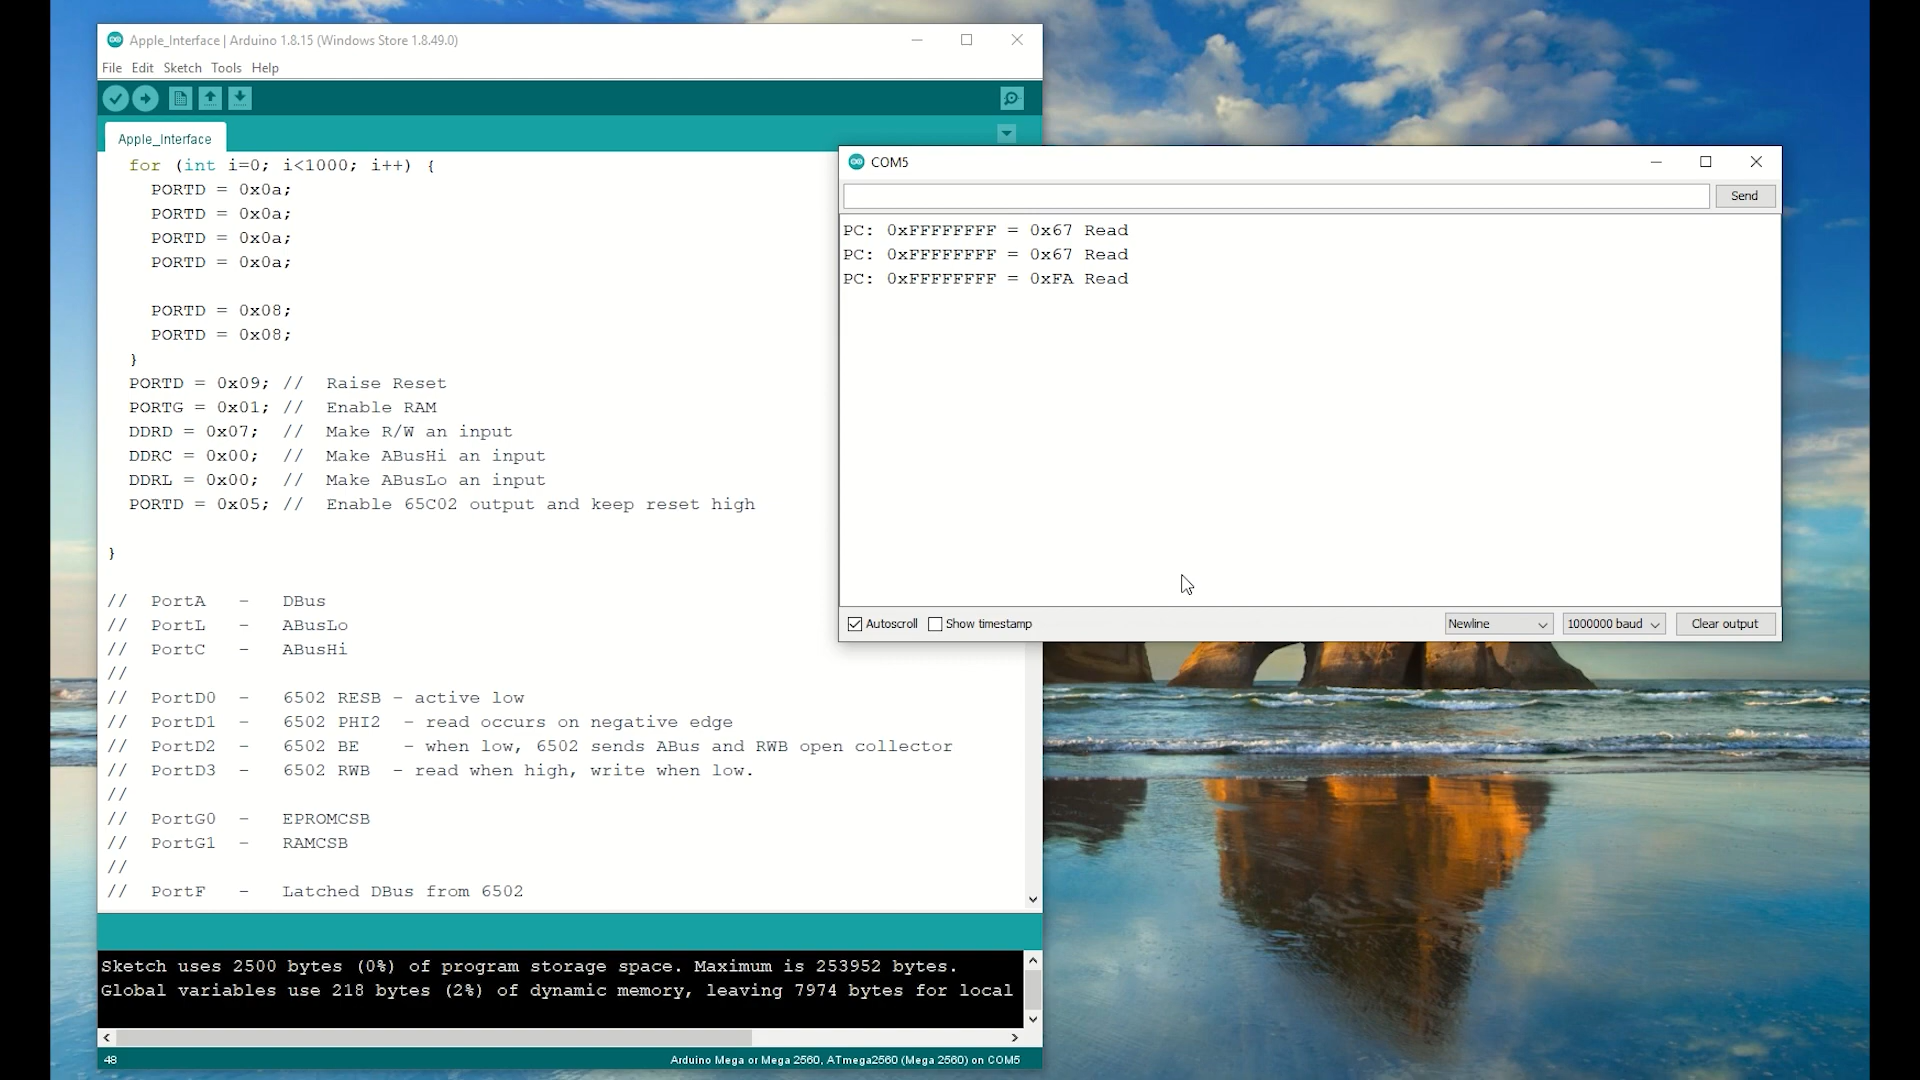 Apple_Interface | Arduino 1.8.15 (Windows Store 1.8.49.0)
File Edit Sketch Tools Help
Apple_Interface
for (int i=0; i<1000; i++) {
PORTD = 0x0a;
PORTD = 0x0a;
PORTD = 0x0a;
PORTD = 0x0a;
PORTD = 0x08;
PORTD = 0x08;
}
PORTD = 0x09; // Raise Reset
PORTG = 0x01; // Enable RAM
DDRD = 0x07; // Make R/W an input
DDRC = 0x00; // Make ABusHi an input
DDRL = 0x00; // Make ABusLo an input
PORTD = 0x05; // Enable 65C02 output and keep reset high
}
// PortA - DBus
// PortL - ABusLo
// PortC - ABusHi
//
// PortD0 - 6502 RESB - active low
// PortD1 - 6502 PHI2 - read occurs on negative edge
// PortD2 - 6502 BE - when low, 6502 sends ABus and RWB open collector
// PortD3 - 6502 RWB - read when high, write when low.
//
// PortG0 - EPROMCSB
// PortG1 - RAMCSB
//
// PortF - Latched DBus from 6502
Sketch uses 2500 bytes (0%) of program storage space. Maximum is 253952 bytes.
Global variables use 218 bytes (2%) of dynamic memory, leaving 7974 bytes for local
48
Arduino Mega or Mega 2560, ATmega2560 (Mega 2560) on COM5
COM5
Send
PC: 0xFFFFFFFF = 0x67 Read
PC: 0xFFFFFFFF = 0x67 Read
PC: 0xFFFFFFFF = 0xFA Read
Autoscroll Show timestamp
Newline
1000000 baud
Clear output